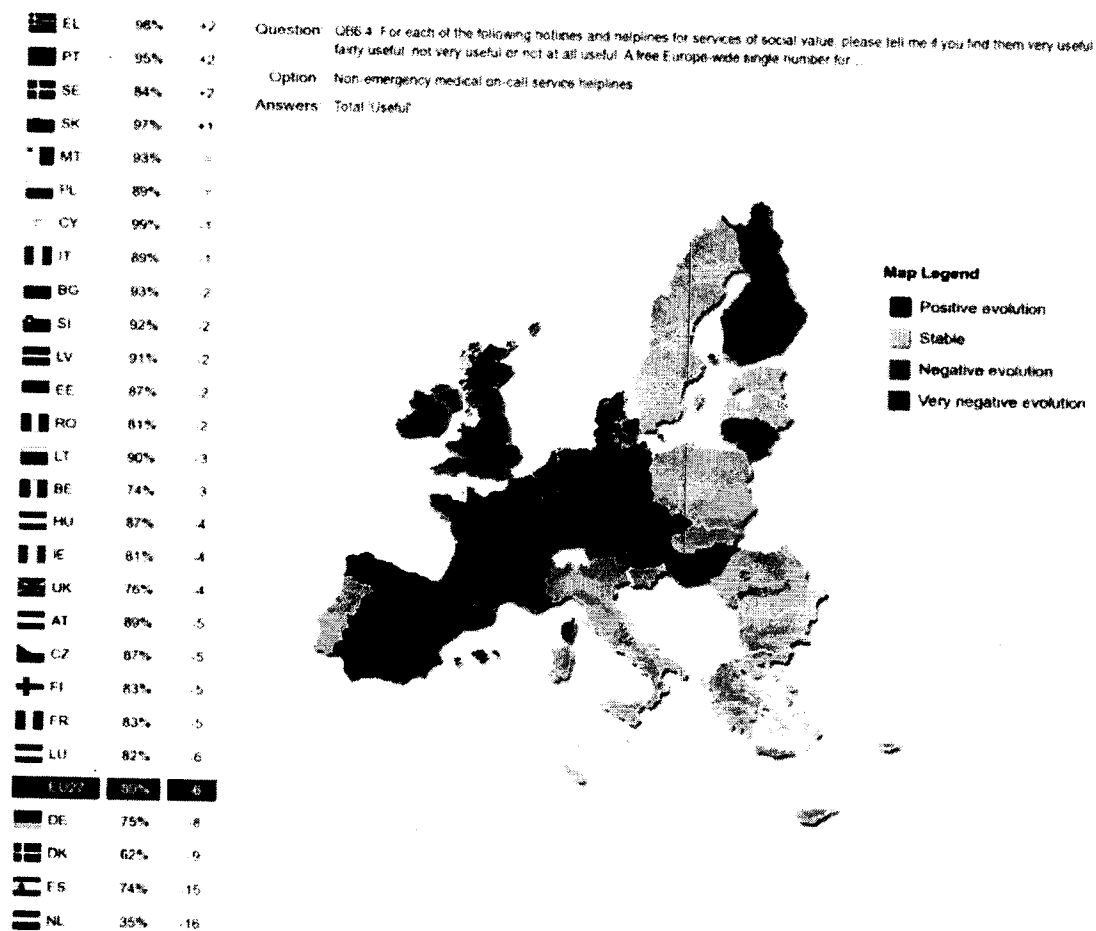 EL 98% +2
PT 95% +2
SE 84% +2
SK 97% +1
MT 93% =
PL 89%
CY 99% -1
IT 89% -1
BG 93% -2
SI 92% -2
LV 91% -2
EE 87% 2
RO 81% -2
LT 90% -3
BE 74% 3
HU 87% -4
IE 81% -4
UK 76% -4
AT 89% -5
CZ 87% -5
FI 83% -5
FR 83% -5
LU 82% -6
EU27 -6
DE 75% -8
DK 62% -9
ES 74% -15
NL 35% -16
Question: QB6.4 For each of the following hotlines and helplines for services of social value, please tell me if you find them very useful
fairly useful, not very useful or not at all useful. A free Europe-wide single number for ...
Option Non-emergency medical on-call service helplines
Answers: Total 'Useful'
Map Legend
Positive evolution
Stable
Negative evolution
Very negative evolution